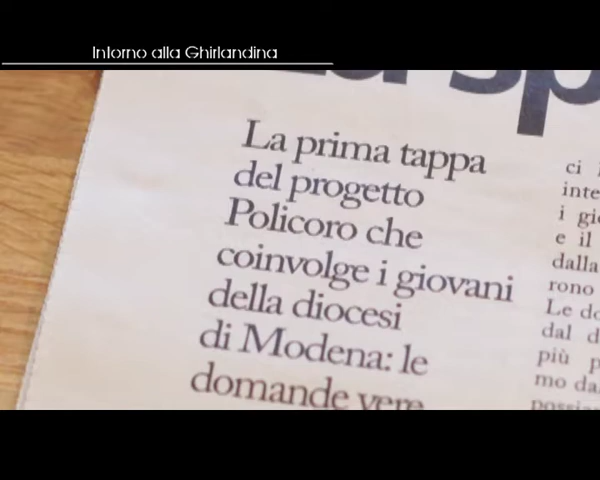 Intorno alla Ghirlandina
La prima tappa
del progetto
Policoro che
coinvolge i giovani
della diocesi
di Modena: le
domande vere
ci
inte
i gio
e il
dalla
rono
Le do
dal d
più p
mo da